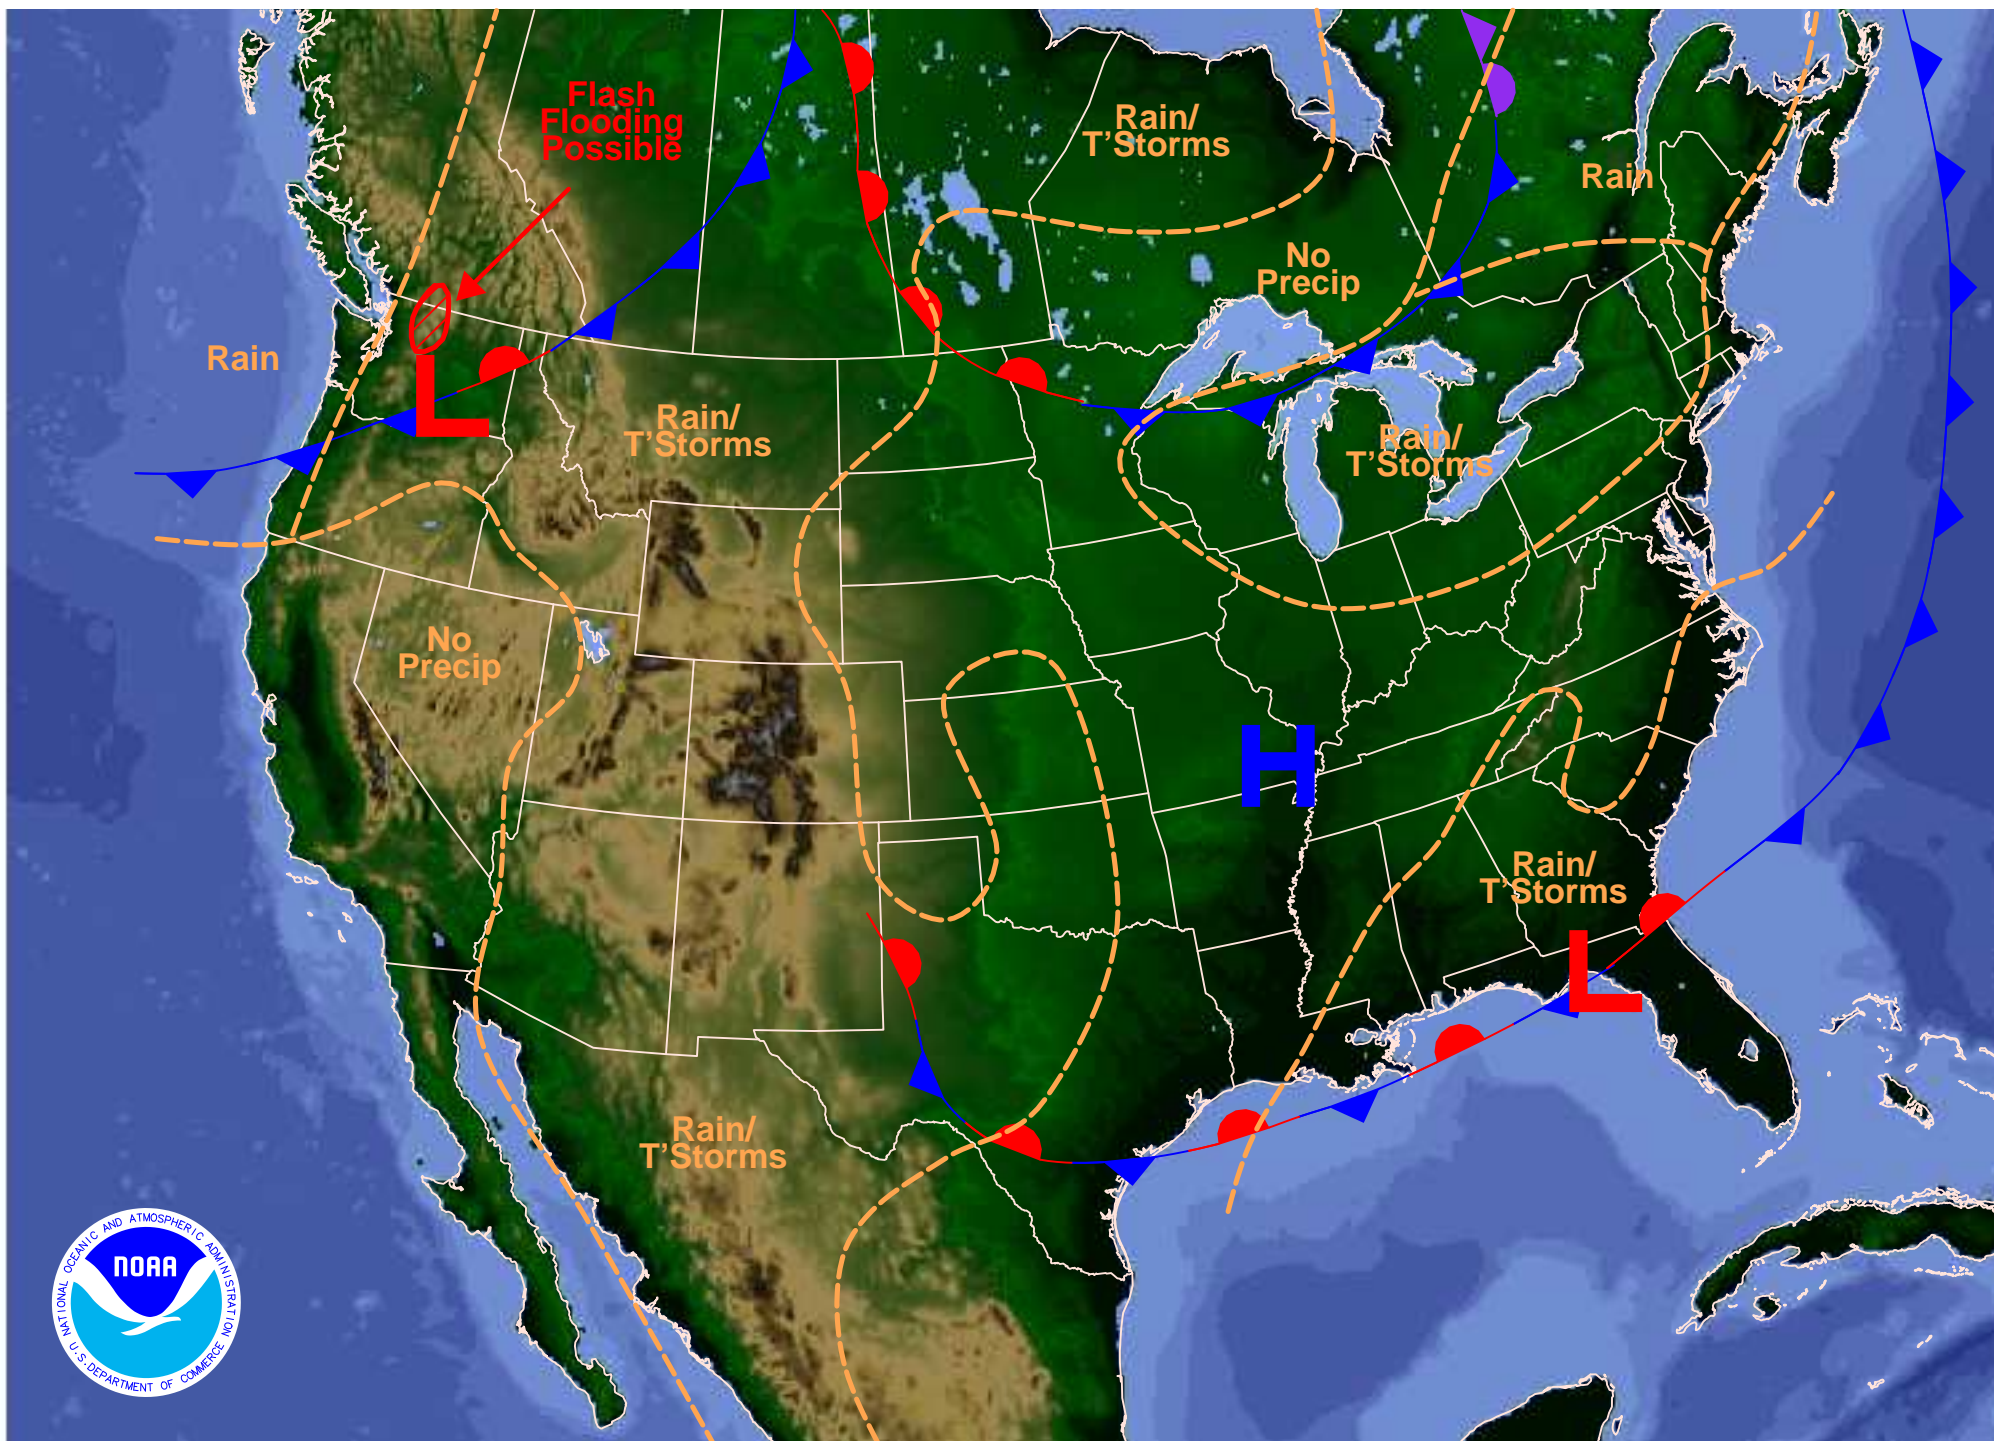 Flash
Flooding
Possible
Rain/
T'Storms
Rain
No
Precip
Rain
Rain/
T'Storms
Rain/
T'Storms
No
Precip
H
L
Rain/
T'Storms
L
Rain/
T'Storms
NATIONAL OCEANIC AND ATMOSPHERIC ADMINISTRATION
NOAA
U.S. DEPARTMENT OF COMMERCE